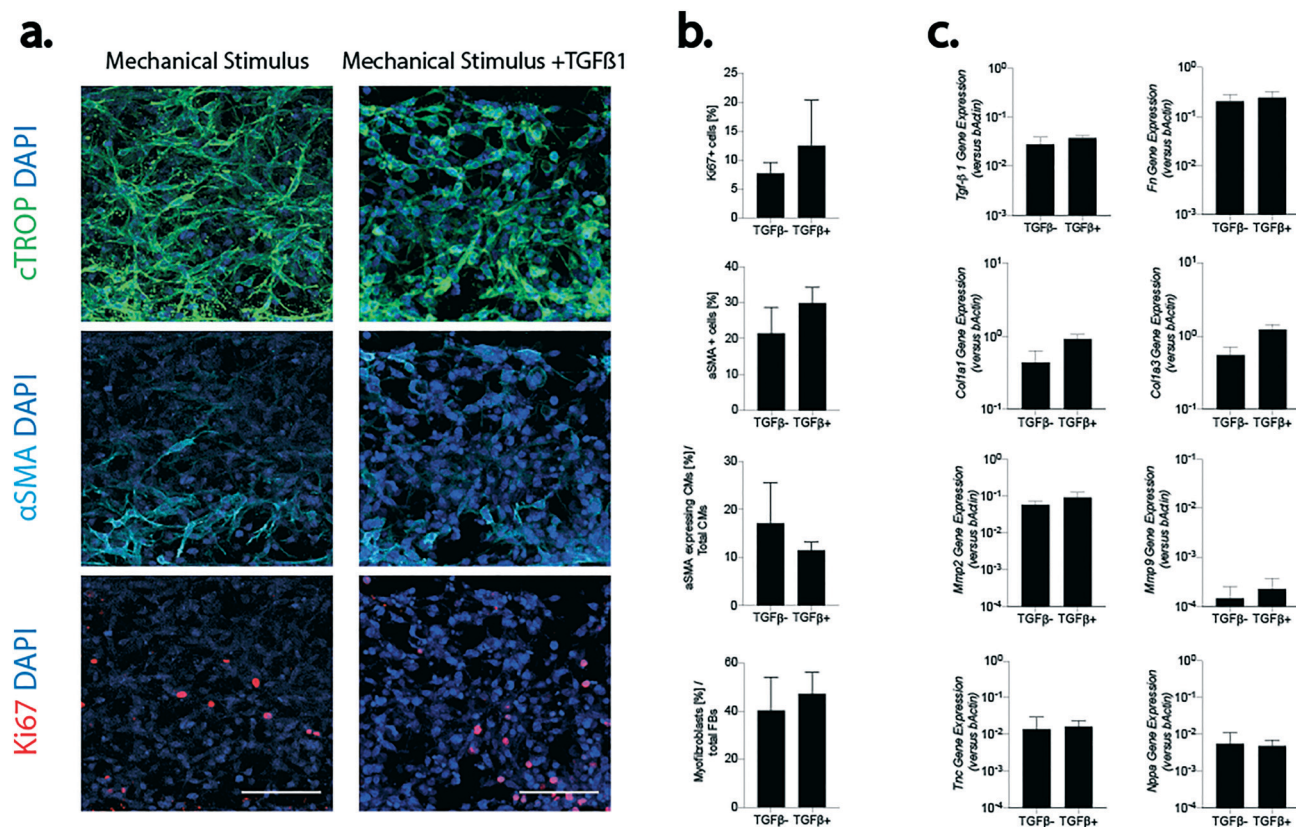 a.
Mechanical Stimulus
Mechanical Stimulus +TGFß1
cTROP DAPI
αSMA DAPI
Ki67 DAPI
b.
Ki67+ cells [%]
25
20
15
10
5
0
TGFβ- TGFβ+
aSMA + cells [%]
40
30
20
10
0
TGFβ- TGFβ+
aSMA expressing CMs [%] /
Total CMs
30
20
10
0
TGFβ- TGFβ+
Myofibroblasts [%] /
total FBs
60
40
20
0
TGFβ- TGFβ+
c.
Tgf-β 1 Gene Expression
(versus bActin)
10⁰
10⁻¹
10⁻²
10⁻³
TGFβ- TGFβ+
Fn Gene Expression
(versus bActin)
10⁰
10⁻¹
10⁻²
10⁻³
TGFβ- TGFβ+
Col1a1 Gene Expression
(versus bActin)
10¹
10⁰
10⁻¹
TGFβ- TGFβ+
Col1a3 Gene Expression
(versus bActin)
10¹
10⁰
10⁻¹
TGFβ- TGFβ+
Mmp2 Gene Expression
(versus bActin)
10⁰
10⁻¹
10⁻²
10⁻³
10⁻⁴
TGFβ- TGFβ+
Mmp9 Gene Expression
(versus bActin)
10⁻¹
10⁻²
10⁻³
10⁻⁴
TGFβ- TGFβ+
Tnc Gene Expression
(versus bActin)
10⁰
10⁻¹
10⁻²
10⁻³
10⁻⁴
TGFβ- TGFβ+
Nppa Gene Expression
(versus bActin)
10⁰
10⁻¹
10⁻²
10⁻³
10⁻⁴
TGFβ- TGFβ+